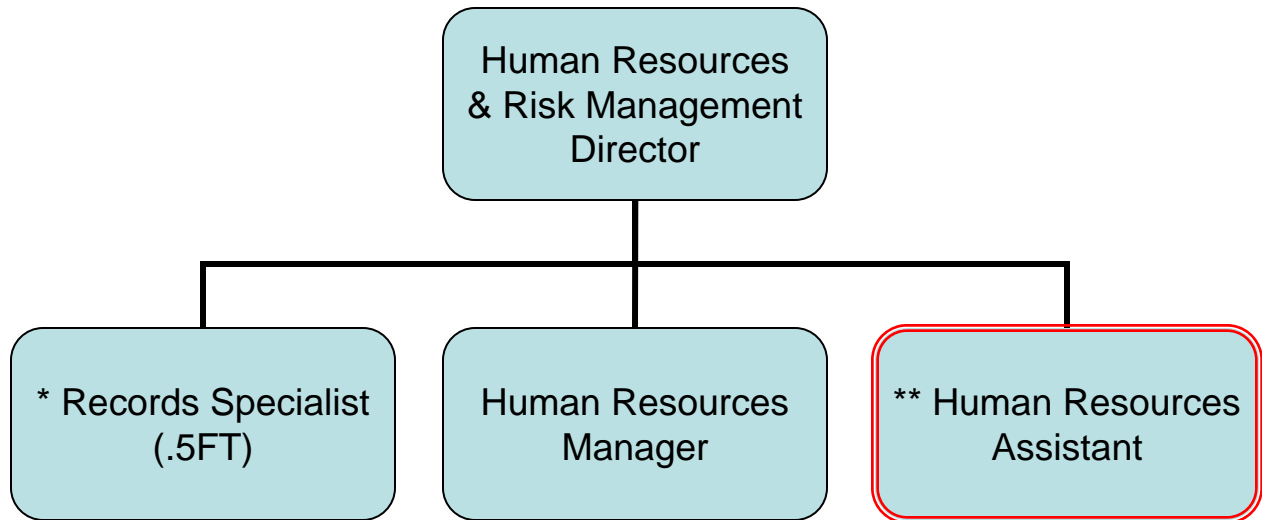 Human Resources
& Risk Management
Director
* Records Specialist
(.5FT)
Human Resources
Manager
** Human Resources
Assistant